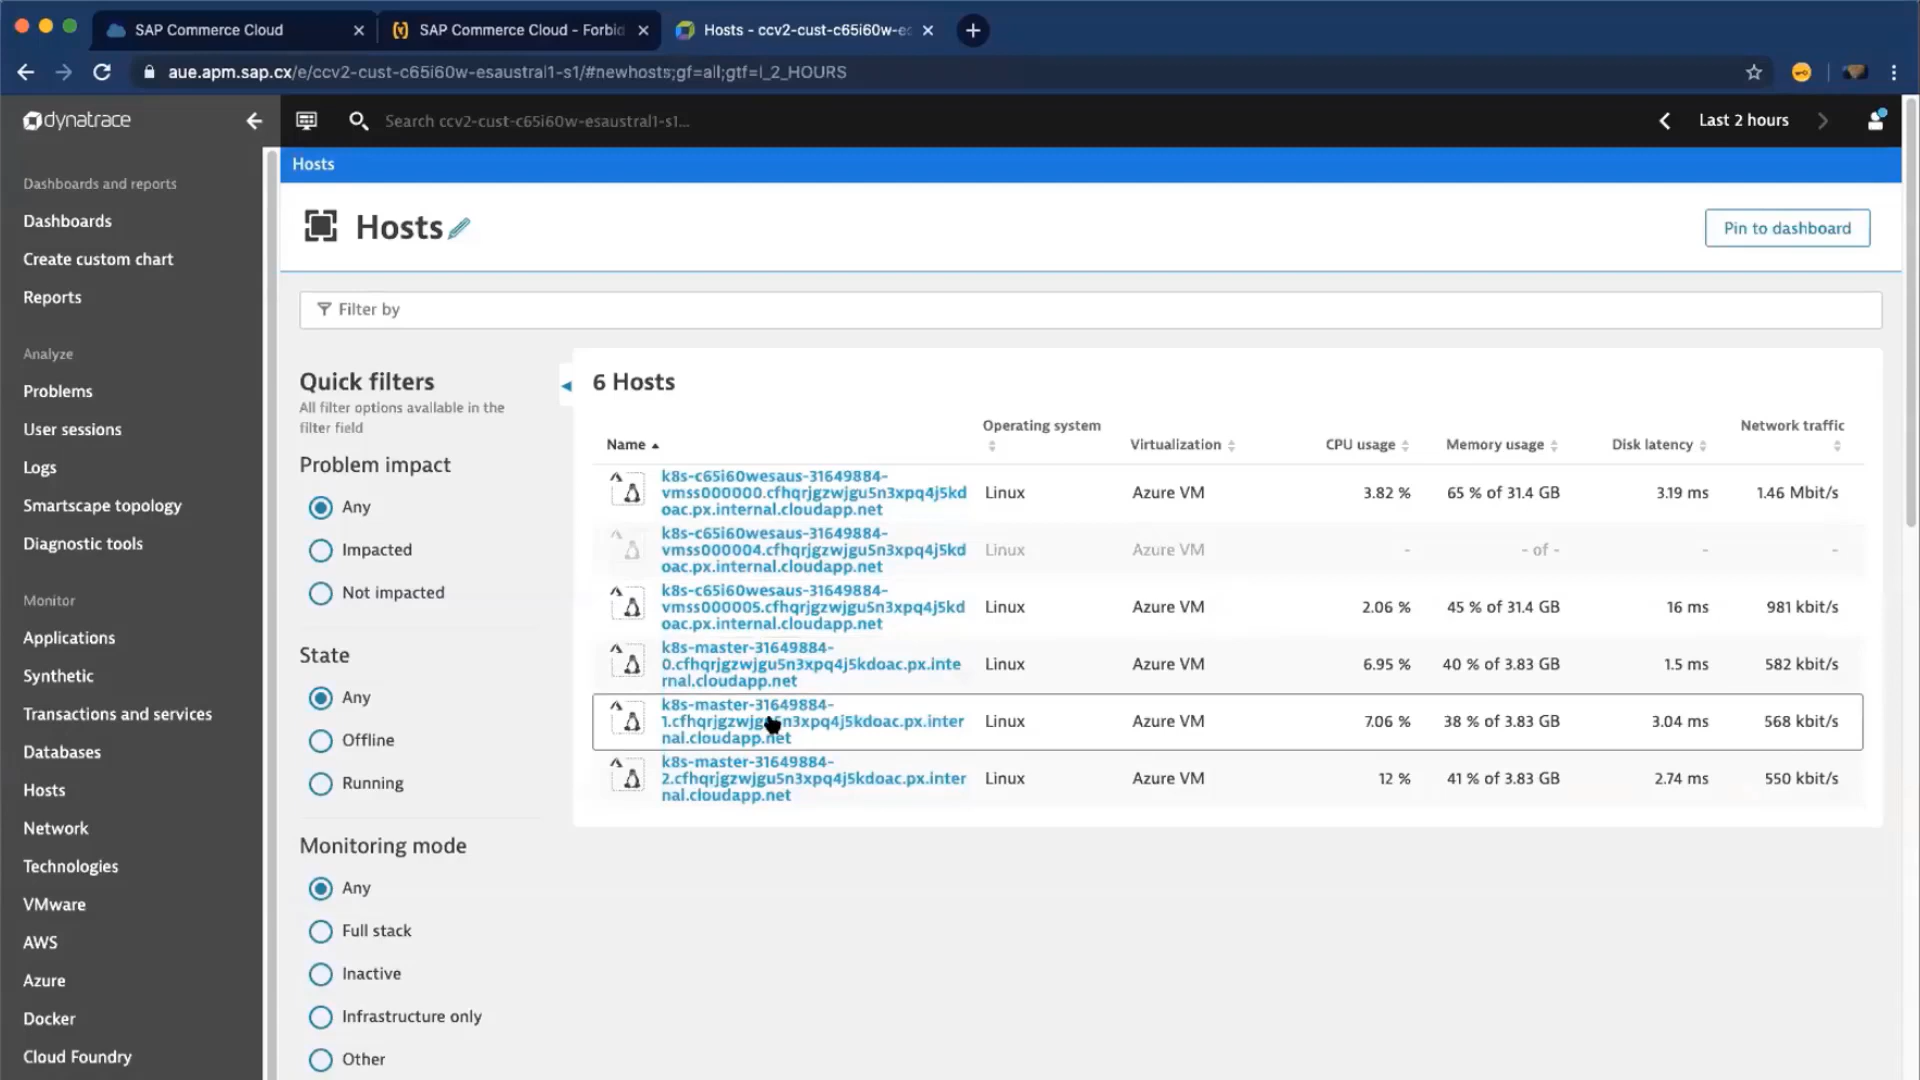 SAP Commerce Cloud
SAP Commerce Cloud - Forbid
Hosts - ccv2-cust-c65i60w-es
aue.apm.sap.cx/e/ccv2-cust-c65i60w-esaustral1-s1/#newhosts;gf=all;gtf=l_2_HOURS
dynatrace
Search ccv2-cust-c65i60w-esaustral1-s1...
Last 2 hours
Dashboards and reports
Dashboards
Create custom chart
Reports
Analyze
Problems
User sessions
Logs
Smartscape topology
Diagnostic tools
Monitor
Applications
Synthetic
Transactions and services
Databases
Hosts
Network
Technologies
VMware
AWS
Azure
Docker
Cloud Foundry
Hosts
Hosts
Pin to dashboard
Filter by
Quick filters
All filter options available in the
filter field
Problem impact
Any
Impacted
Not impacted
State
Any
Offline
Running
Monitoring mode
Any
Full stack
Inactive
Infrastructure only
Other
6 Hosts
Name Operating system Virtualization CPU usage Memory usage Disk latency Network traffic
k8s-c65i60wesaus-31649884-
vmss000000.cfhqrjgzwjgu5n3xpq4j5kd Linux Azure VM 3.82 % 65 % of 31.4 GB 3.19 ms 1.46 Mbit/s
oac.px.internal.cloudapp.net
k8s-c65i60wesaus-31649884-
vmss000004.cfhqrjgzwjgu5n3xpq4j5kd Linux Azure VM - - of - - -
oac.px.internal.cloudapp.net
k8s-c65i60wesaus-31649884-
vmss000005.cfhqrjgzwjgu5n3xpq4j5kd Linux Azure VM 2.06 % 45 % of 31.4 GB 16 ms 981 kbit/s
oac.px.internal.cloudapp.net
k8s-master-31649884-
0.cfhqrjgzwjgu5n3xpq4j5kdoac.px.inte Linux Azure VM 6.95 % 40 % of 3.83 GB 1.5 ms 582 kbit/s
rnal.cloudapp.net
k8s-master-31649884-
1.cfhqrjgzwjgu5n3xpq4j5kdoac.px.inter Linux Azure VM 7.06 % 38 % of 3.83 GB 3.04 ms 568 kbit/s
nal.cloudapp.net
k8s-master-31649884-
2.cfhqrjgzwjgu5n3xpq4j5kdoac.px.inter Linux Azure VM 12 % 41 % of 3.83 GB 2.74 ms 550 kbit/s
nal.cloudapp.net